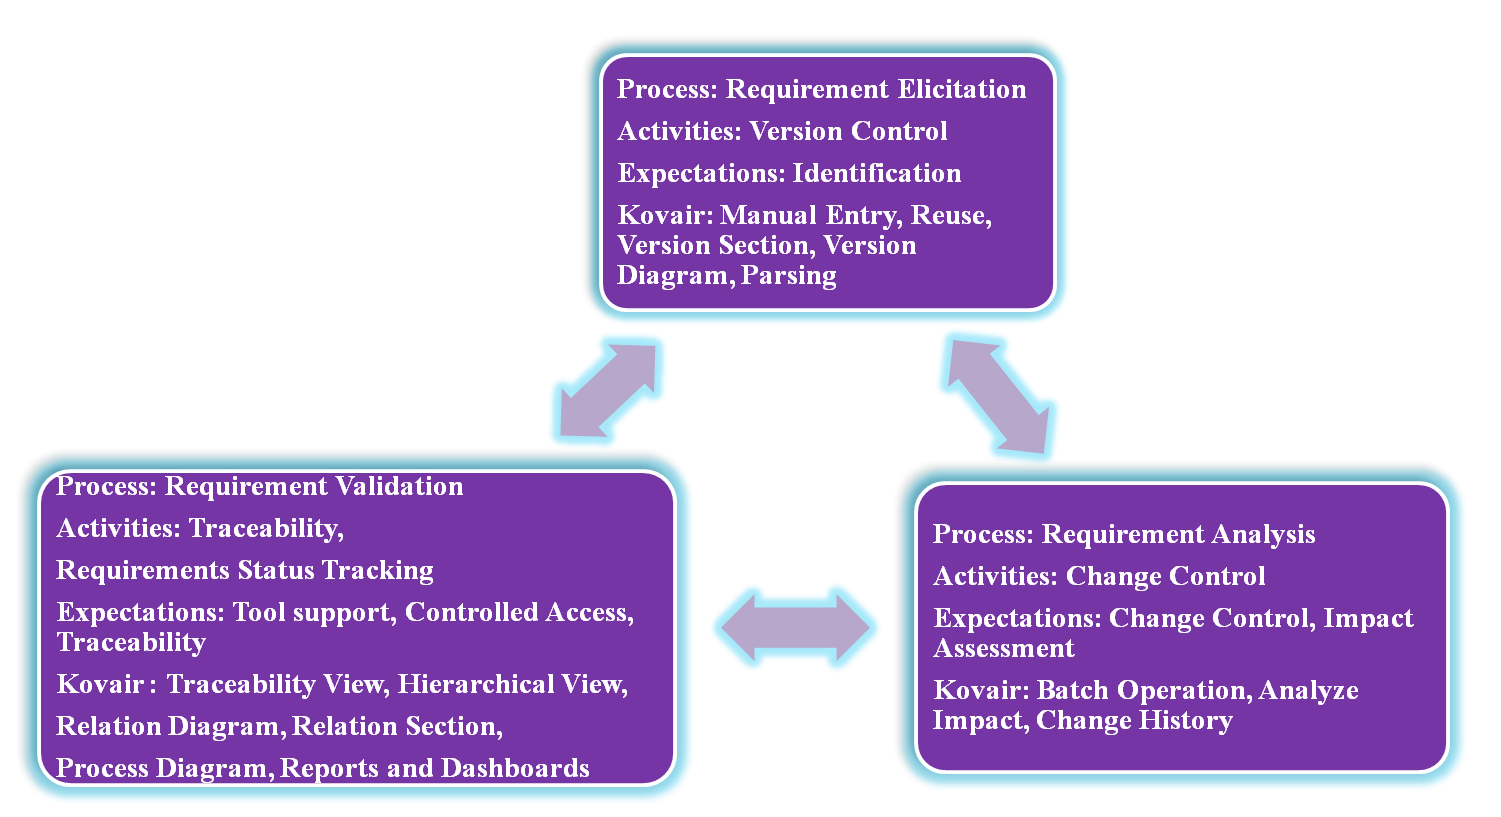 Process: Requirement Elicitation
Activities: Version Control
Expectations: Identification
Kovair: Manual Entry, Reuse,
Version Section, Version
Diagram, Parsing
Process: Requirement Validation
Activities: Traceability,
Requirements Status Tracking
Expectations: Tool support, Controlled Access,
Traceability
Kovair : Traceability View, Hierarchical View,
Relation Diagram, Relation Section,
Process Diagram, Reports and Dashboards
Process: Requirement Analysis
Activities: Change Control
Expectations: Change Control, Impact
Assessment
Kovair: Batch Operation, Analyze
Impact, Change History